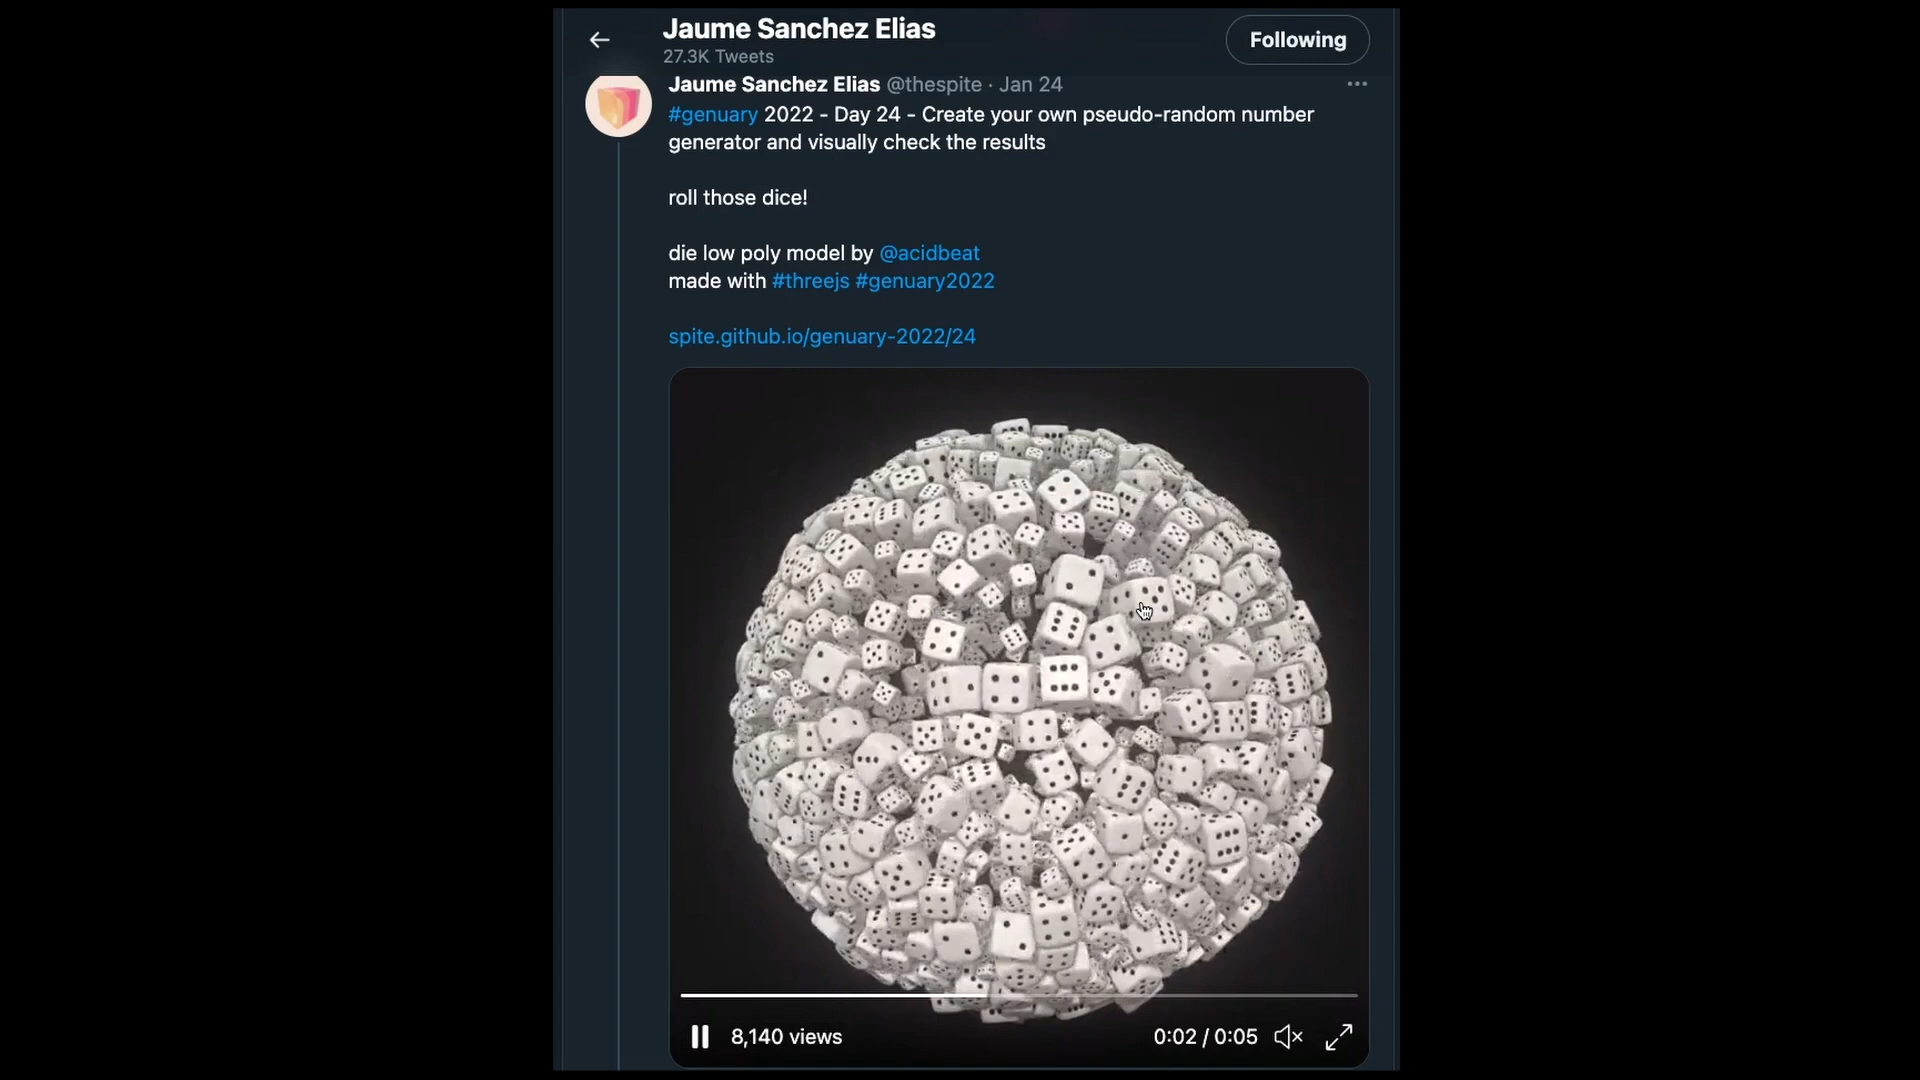 Jaume Sanchez Elias
27.3K Tweets
Following
Jaume Sanchez Elias @thespite · Jan 24
#genuary 2022 - Day 24 - Create your own pseudo-random number
generator and visually check the results
roll those dice!
die low poly model by @acidbeat
made with #threejs #genuary2022
spite.github.io/genuary-2022/24
8,140 views
0:02 / 0:05